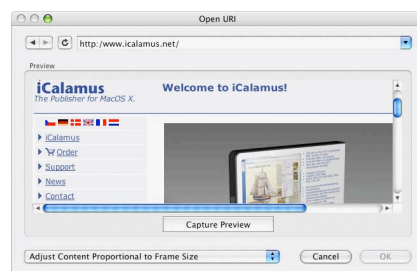 Open URI
http:/www.icalamus.net/
Preview
iCalamus
The Publisher for MacOS X.
Welcome to iCalamus!
iCalamus
Order
Support
News
Contact
Capture Preview
Adjust Content Proportional to Frame Size
Cancel
OK